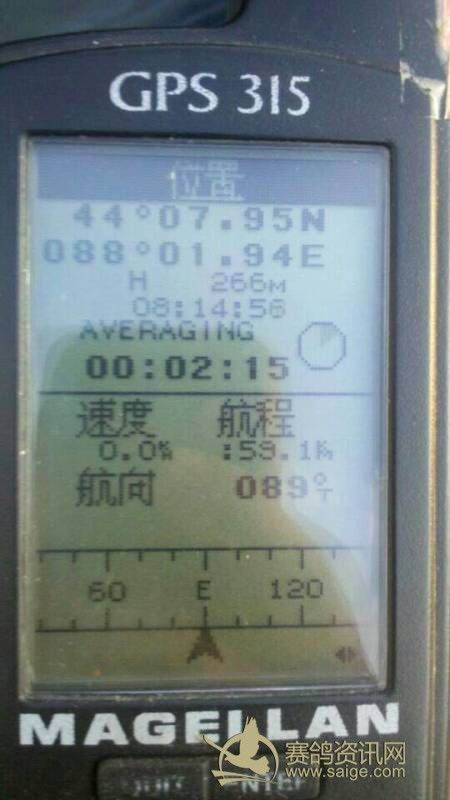 GPS 315
位置
44°07.95N
088°01.94E
H 266M
08:14:56
AVERAGING
00:02:15
速度 航程
0.0 :59.1
航向 089°T
60 E 120
MAGELLAN
赛鸽资讯网
www.saige.com